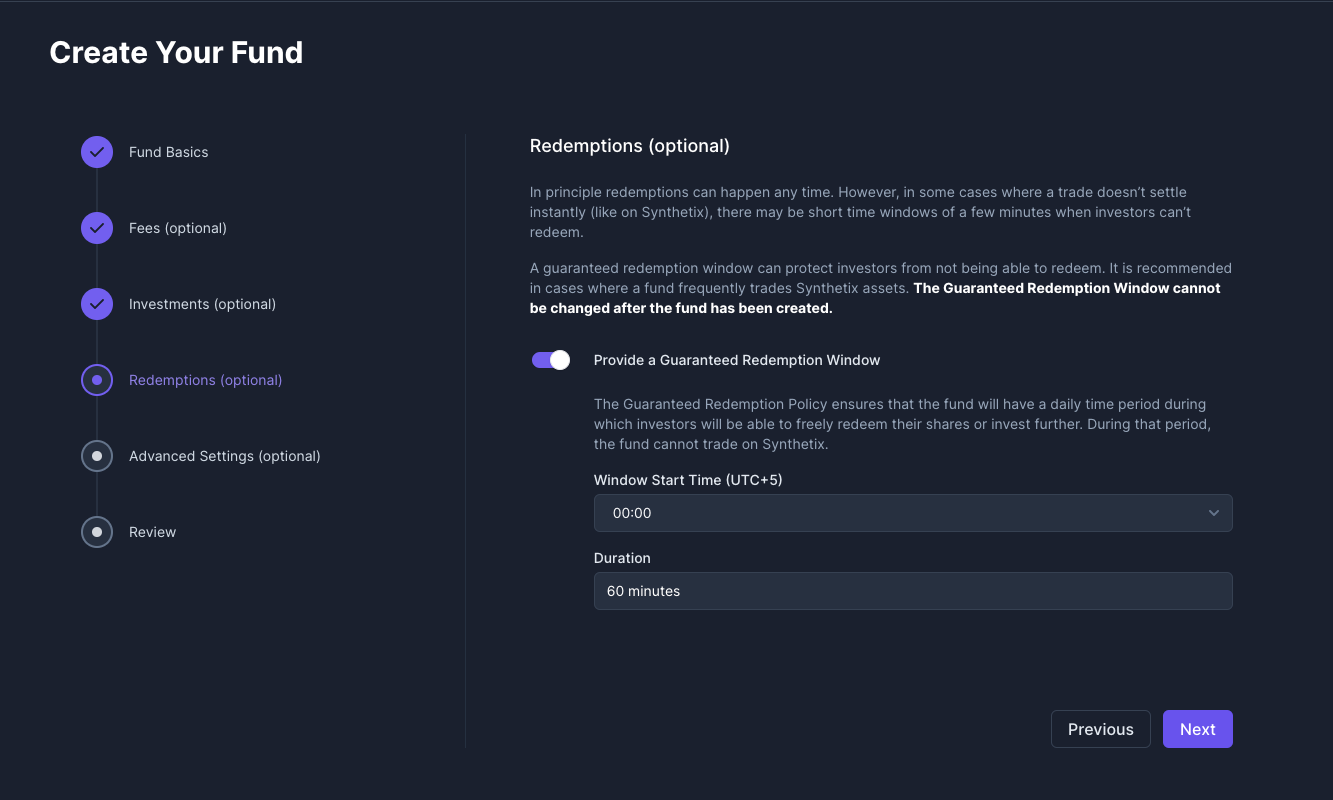 Create Your Fund
Fund Basics
Fees (optional)
Investments (optional)
Redemptions (optional)
Advanced Settings (optional)
Review
Redemptions (optional)
In principle redemptions can happen any time. However, in some cases where a trade doesn’t settle
instantly (like on Synthetix), there may be short time windows of a few minutes when investors can’t
redeem.
A guaranteed redemption window can protect investors from not being able to redeem. It is recommended
in cases where a fund frequently trades Synthetix assets. The Guaranteed Redemption Window cannot
be changed after the fund has been created.
Provide a Guaranteed Redemption Window
The Guaranteed Redemption Policy ensures that the fund will have a daily time period during
which investors will be able to freely redeem their shares or invest further. During that period,
the fund cannot trade on Synthetix.
Window Start Time (UTC+5)
00:00
Duration
60 minutes
Previous
Next